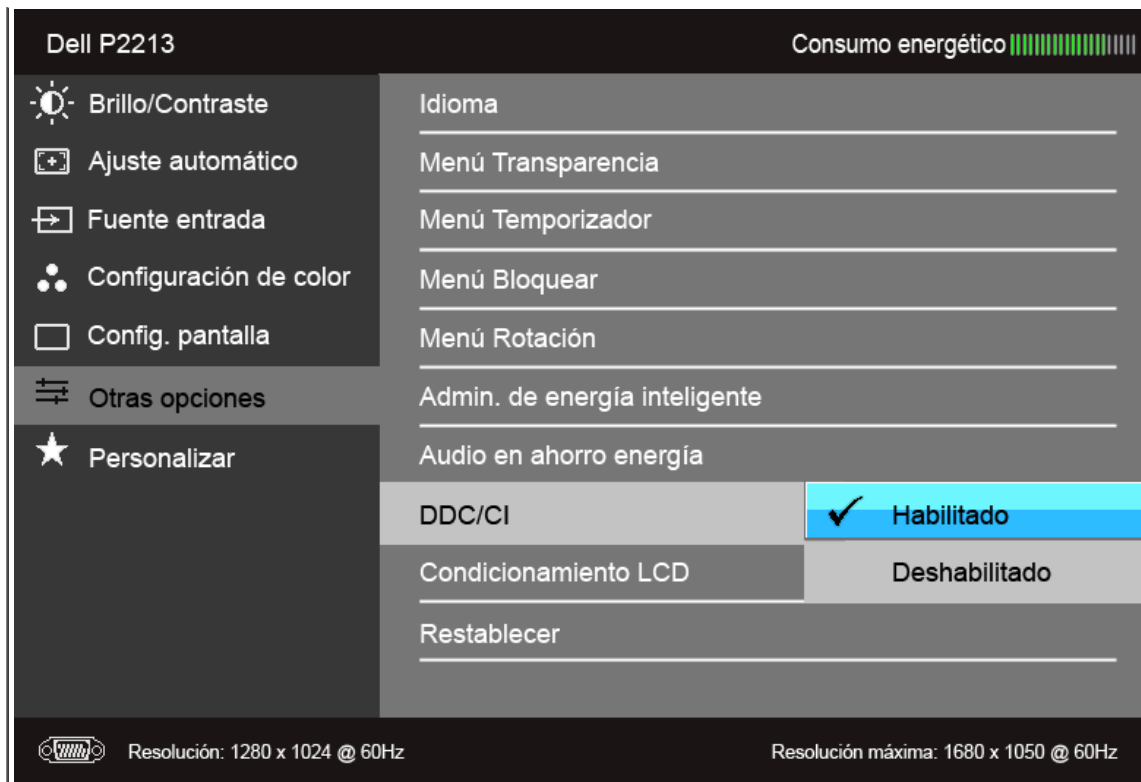 Dell P2213
Consumo energético
Brillo/Contraste
Ajuste automático
Fuente entrada
Configuración de color
Config. pantalla
Otras opciones
Personalizar
Idioma
Menú Transparencia
Menú Temporizador
Menú Bloquear
Menú Rotación
Admin. de energía inteligente
Audio en ahorro energía
DDC/CI
Habilitado
Deshabilitado
Condicionamiento LCD
Restablecer
Resolución: 1280 x 1024 @ 60Hz
Resolución máxima: 1680 x 1050 @ 60Hz